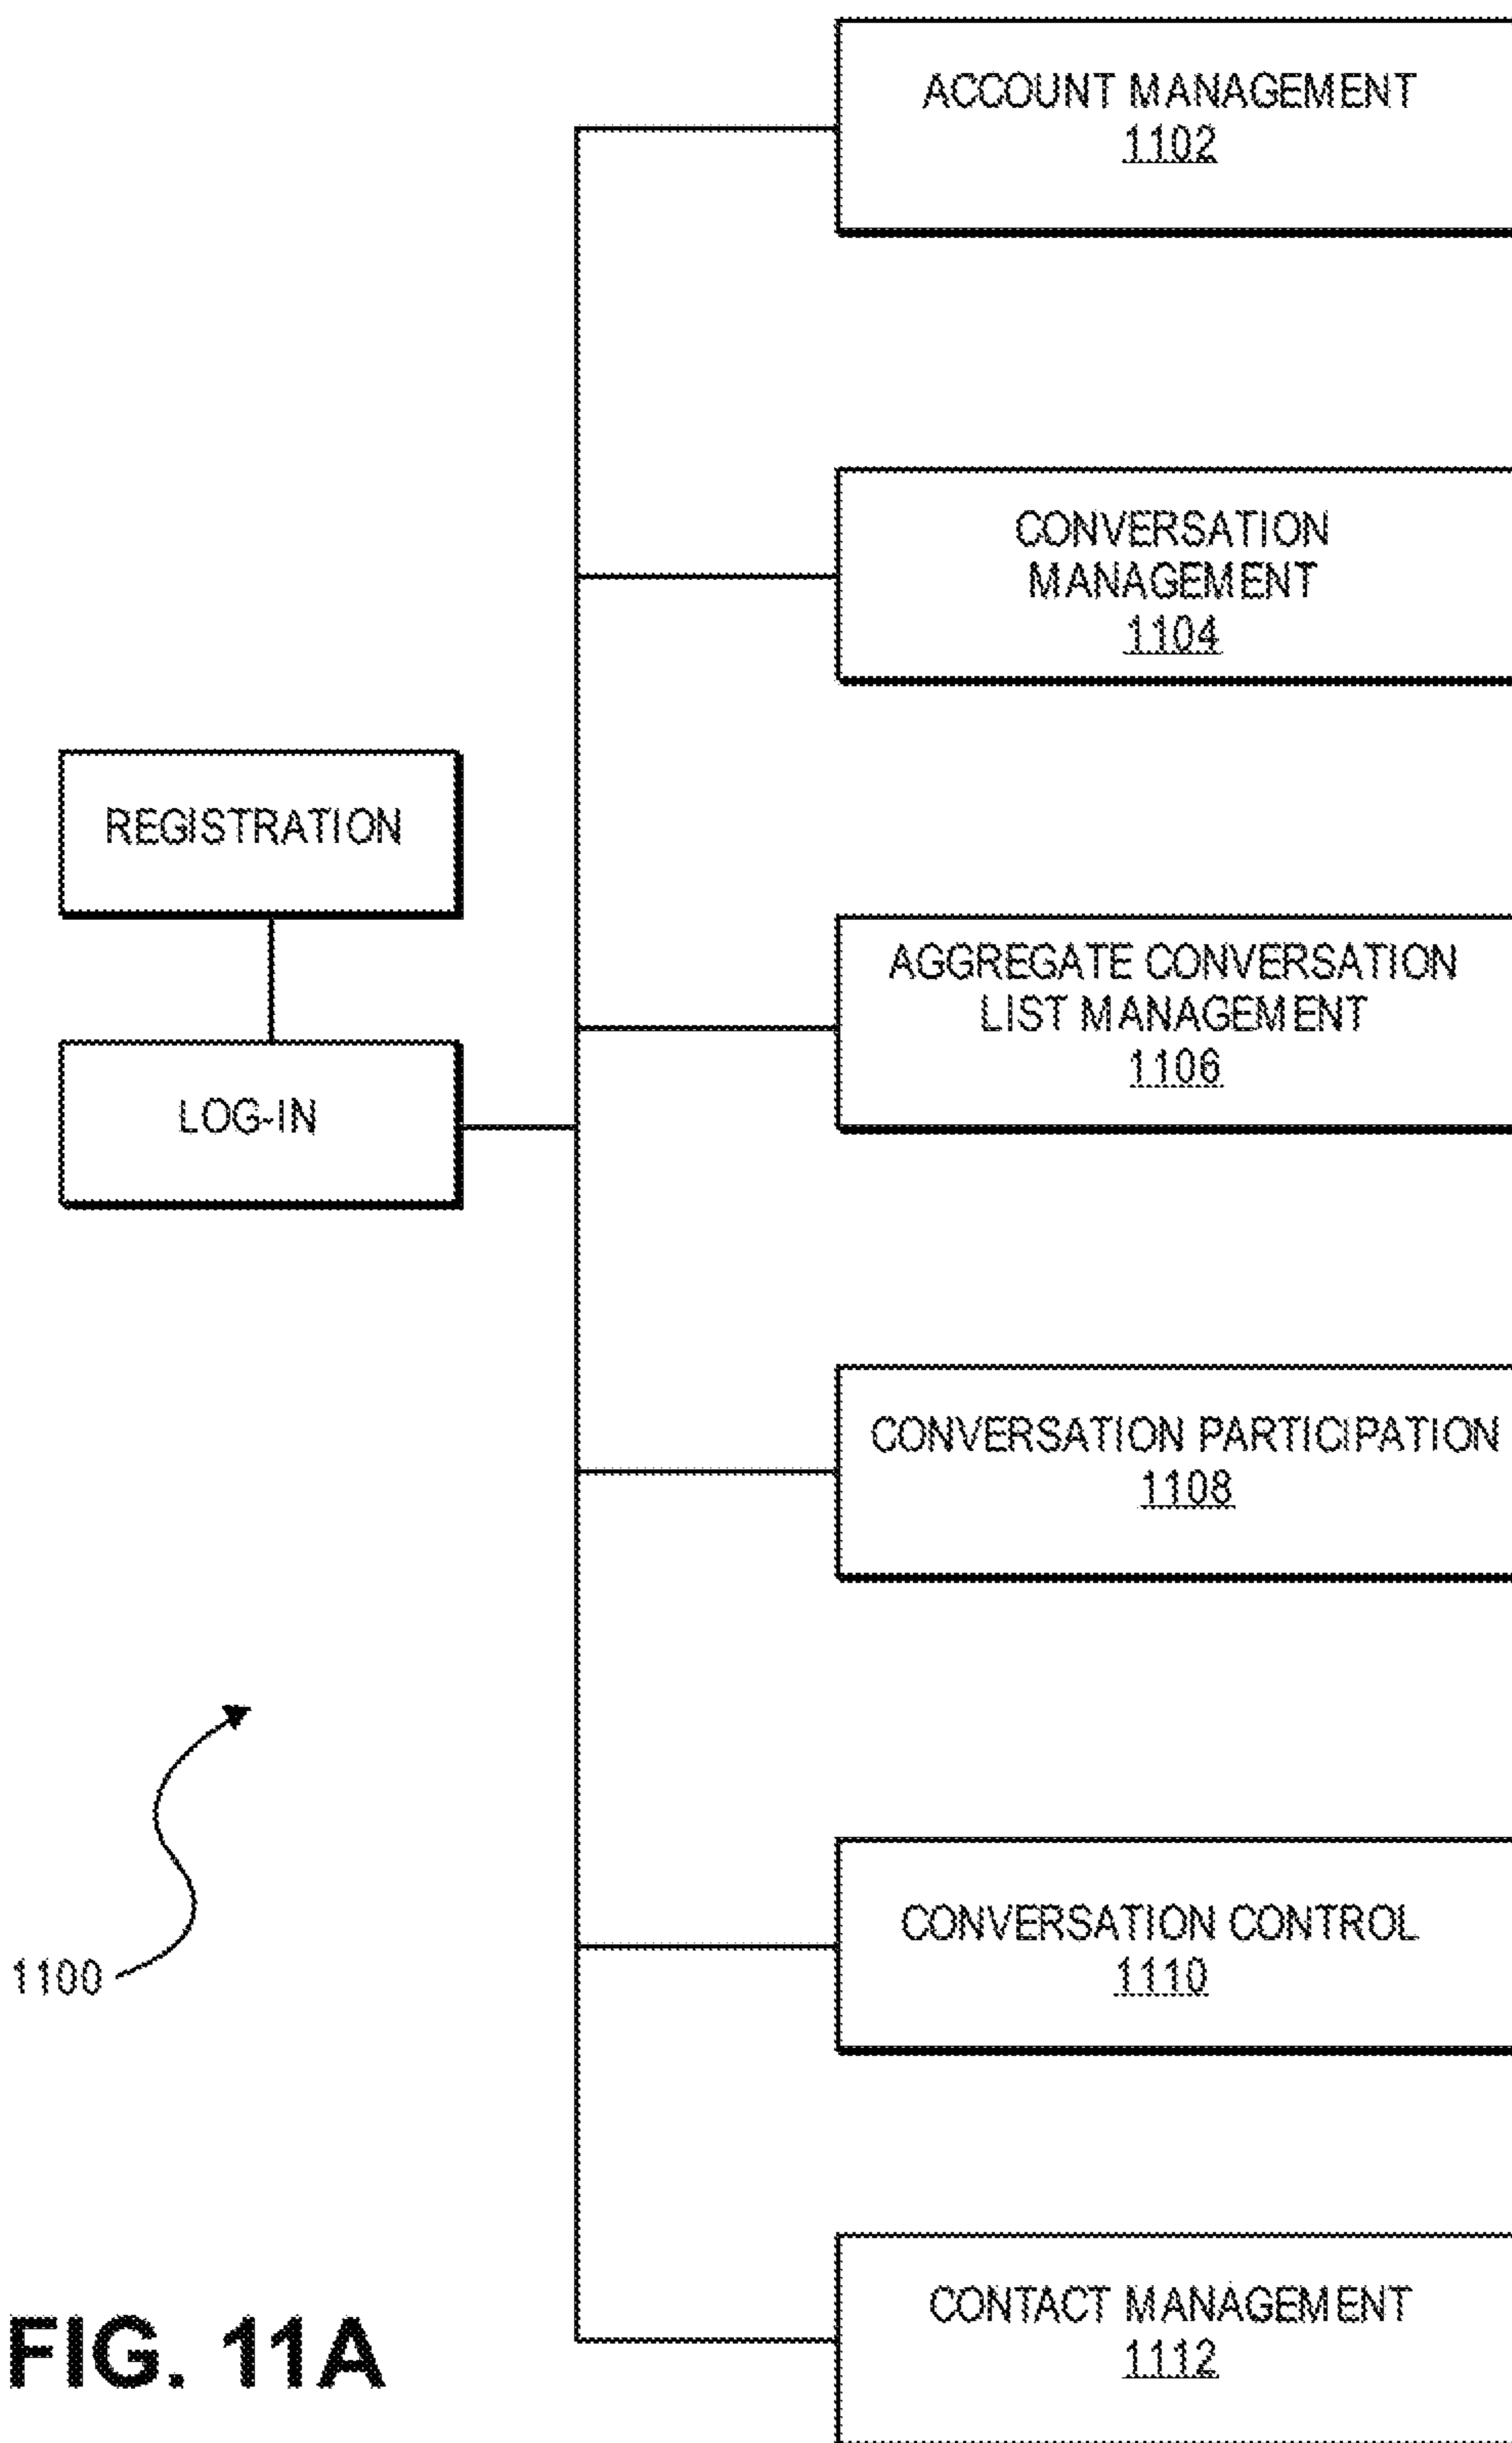 ACCOUNT MANAGEMENT
1102
CONVERSATION
MANAGEMENT
1104
REGISTRATION
AGGREGATE CONVERSATION
LIST MANAGEMENT
1106
LOG-IN
CONVERSATION PARTICIPATION
1108
CONVERSATION CONTROL
1110
1100
CONTACT MANAGEMENT
1112
FIG. 11A